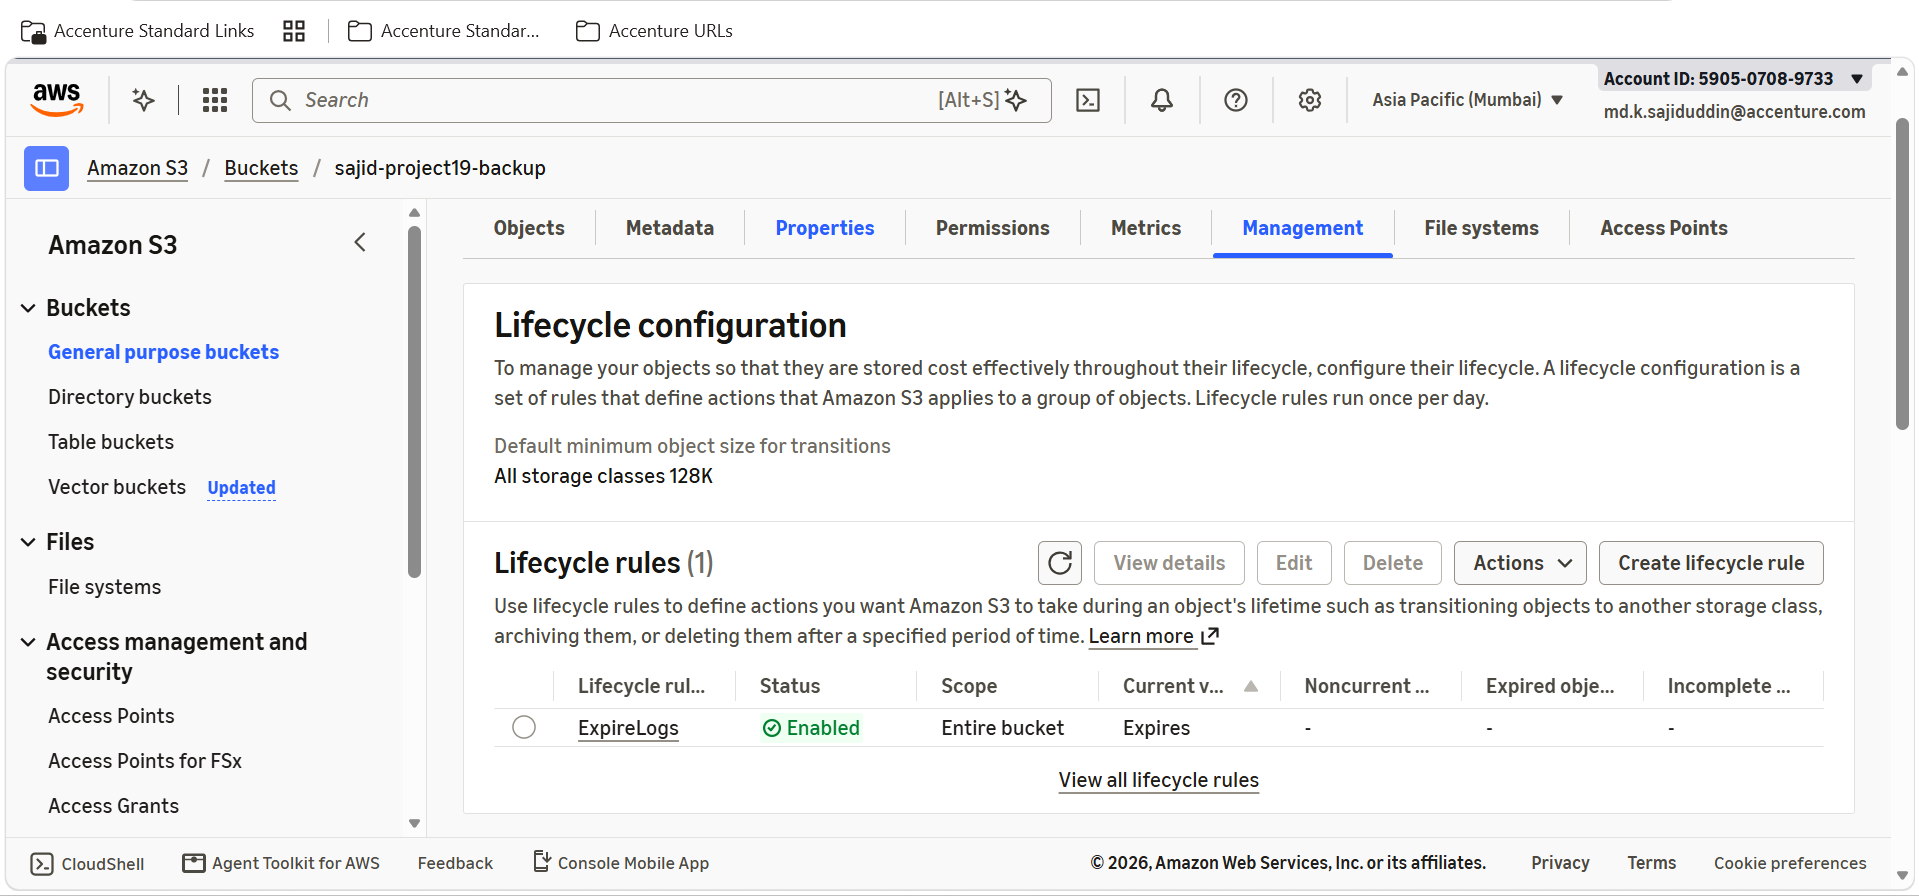 Accenture Standard Links
Accenture Standar...
Accenture URLs
aws
Search
[Alt+S]
Asia Pacific (Mumbai)
Account ID: 5905-0708-9733
md.k.sajiduddin@accenture.com
Amazon S3 / Buckets / sajid-project19-backup
Amazon S3
Buckets
General purpose buckets
Directory buckets
Table buckets
Vector buckets Updated
Files
File systems
Access management and
security
Access Points
Access Points for FSx
Access Grants
Objects
Metadata
Properties
Permissions
Metrics
Management
File systems
Access Points
Lifecycle configuration
To manage your objects so that they are stored cost effectively throughout their lifecycle, configure their lifecycle. A lifecycle configuration is a
set of rules that define actions that Amazon S3 applies to a group of objects. Lifecycle rules run once per day.
Default minimum object size for transitions
All storage classes 128K
Lifecycle rules (1)
View details
Edit
Delete
Actions
Create lifecycle rule
Use lifecycle rules to define actions you want Amazon S3 to take during an object's lifetime such as transitioning objects to another storage class,
archiving them, or deleting them after a specified period of time. Learn more
Lifecycle rul... Status Scope Current v... Noncurrent ... Expired obje... Incomplete ...
ExpireLogs Enabled Entire bucket Expires - - -
View all lifecycle rules
CloudShell
Agent Toolkit for AWS
Feedback
Console Mobile App
© 2026, Amazon Web Services, Inc. or its affiliates.
Privacy
Terms
Cookie preferences